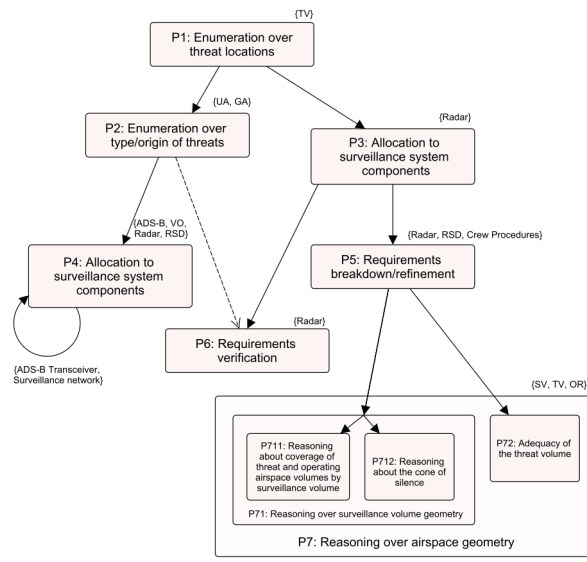 {TV}
P1: Enumeration over
threat locations
{UA, GA}
P2: Enumeration over
type/origin of threats
{Radar}
P3: Allocation to
surveillance system
components
{ADS-B, VO,
Radar, RSD}
P4: Allocation to
surveillance system
components
{Radar, RSD, Crew Procedures}
P5: Requirements
breakdown/refinement
{Radar}
P6: Requirements
verification
{ADS-B Transceiver,
Surveillance network}
{SV, TV, OR}
P711: Reasoning
about coverage of
threat and operating
airspace volumes by
surveillance volume
P712: Reasoning
about the cone of
silence
P72: Adequacy of
the threat volume
P71: Reasoning over surveillance volume geometry
P7: Reasoning over airspace geometry